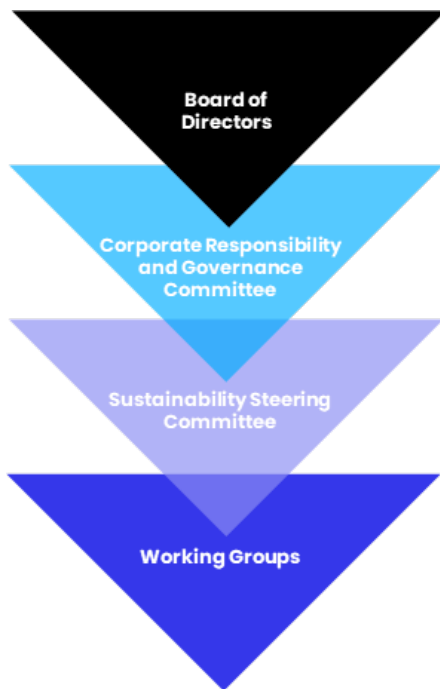 Board of
Directors
Corporate Responsibility
and Governance
Committee
Sustainability Steering
Committee
Working Groups